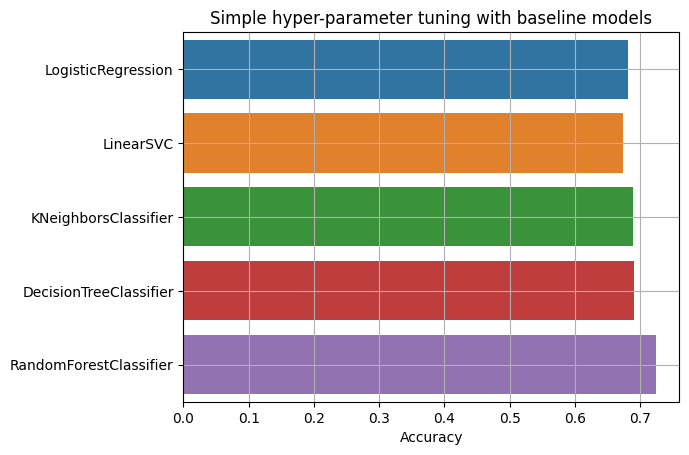 Simple hyper-parameter tuning with baseline models
LogisticRegression
LinearSVC
KNeighborsClassifier
DecisionTreeClassifier
RandomForestClassifier
0.0 0.1 0.2 0.3 0.4 0.5 0.6 0.7
Accuracy